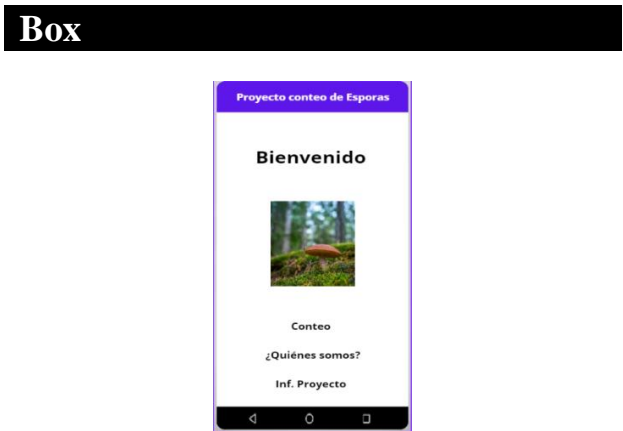 Box
Proyecto conteo de Esporas
Bienvenido
Conteo
¿Quiénes somos?
Inf. Proyecto